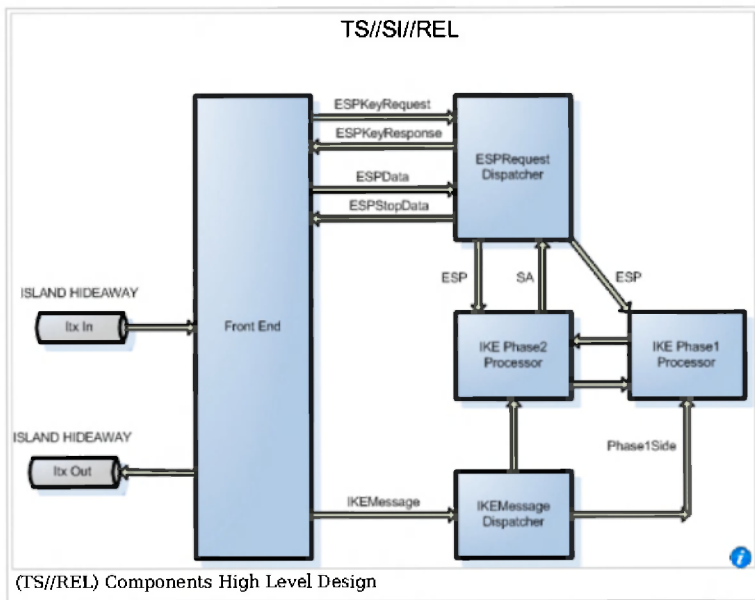 TS//SI//REL
ESPKeyRequest
ESPKeyResponse
ESPData
ESPStopData
ESPRequest
Dispatcher
ESP
SA
ESP
ISLAND HIDEAWAY
Itx In
Front End
IKE Phase2
Processor
IKE Phase1
Processor
ISLAND HIDEAWAY
Itx Out
Phase1Side
IKEMessage
IKEMessage
Dispatcher
i
(TS//REL) Components High Level Design